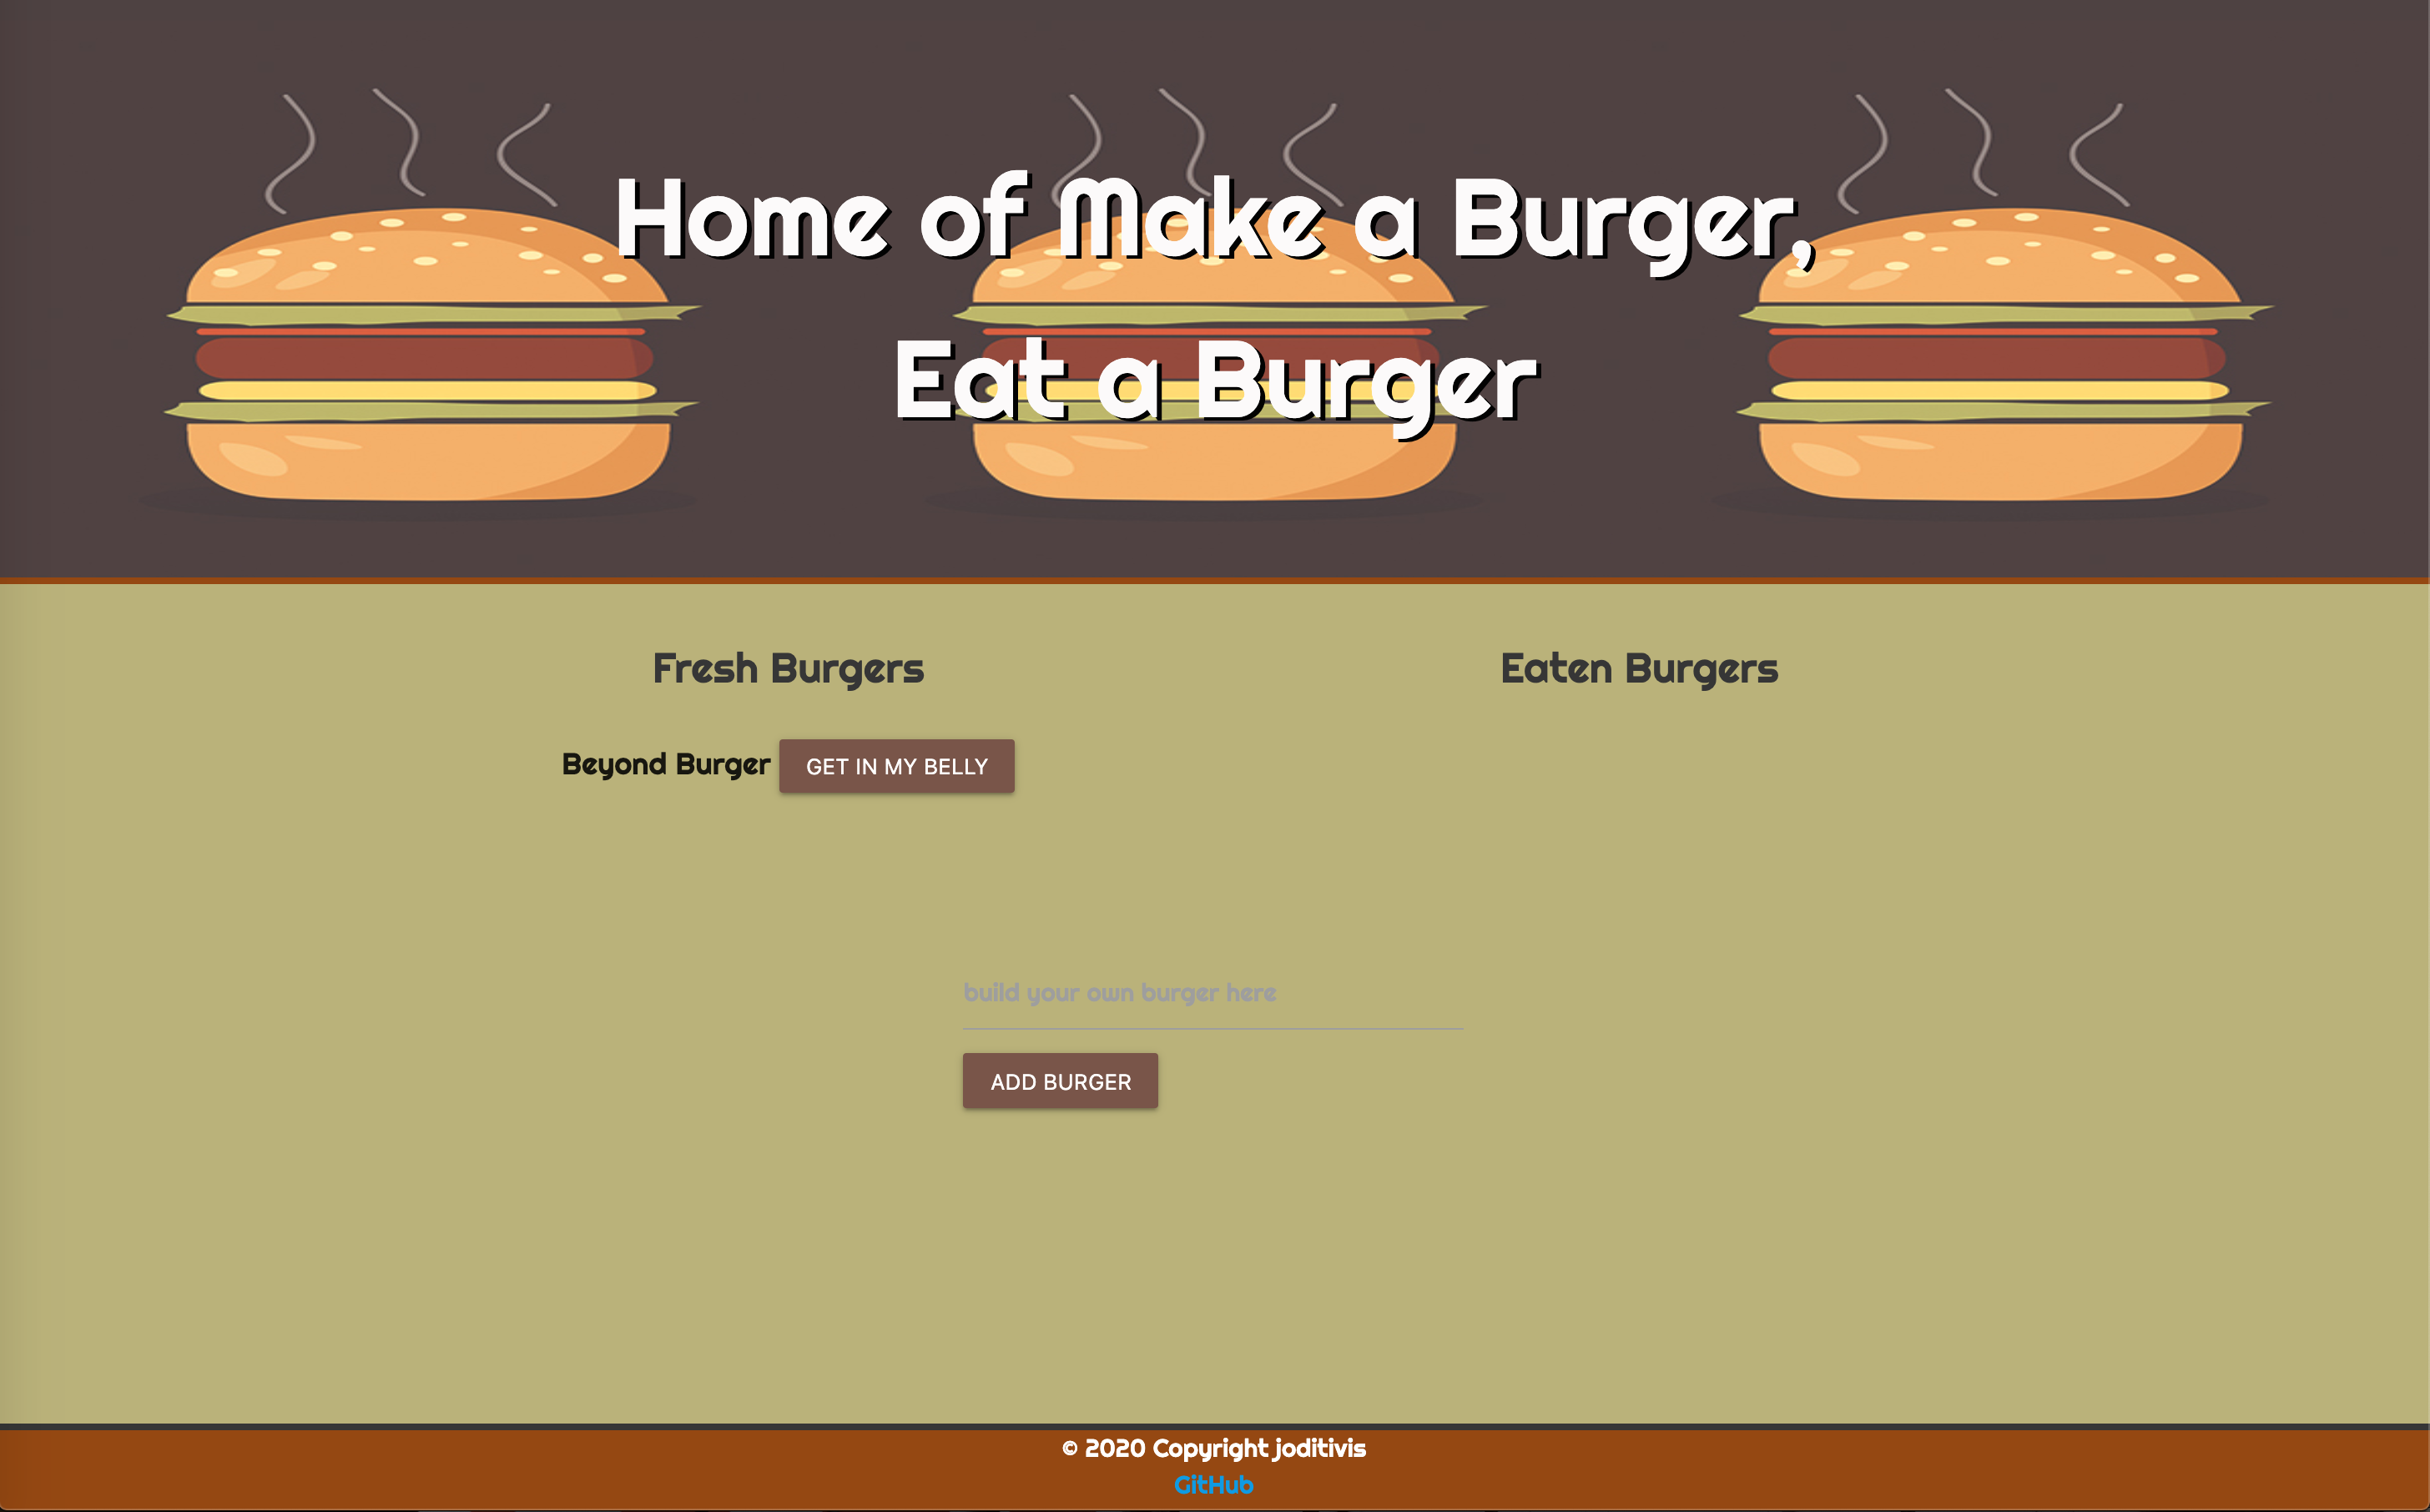 Home of Make a Burger,
Eat a Burger
Fresh Burgers
Eaten Burgers
Beyond Burger GET IN MY BELLY
build your own burger here
ADD BURGER
© 2020 Copyright joditivis
GitHub